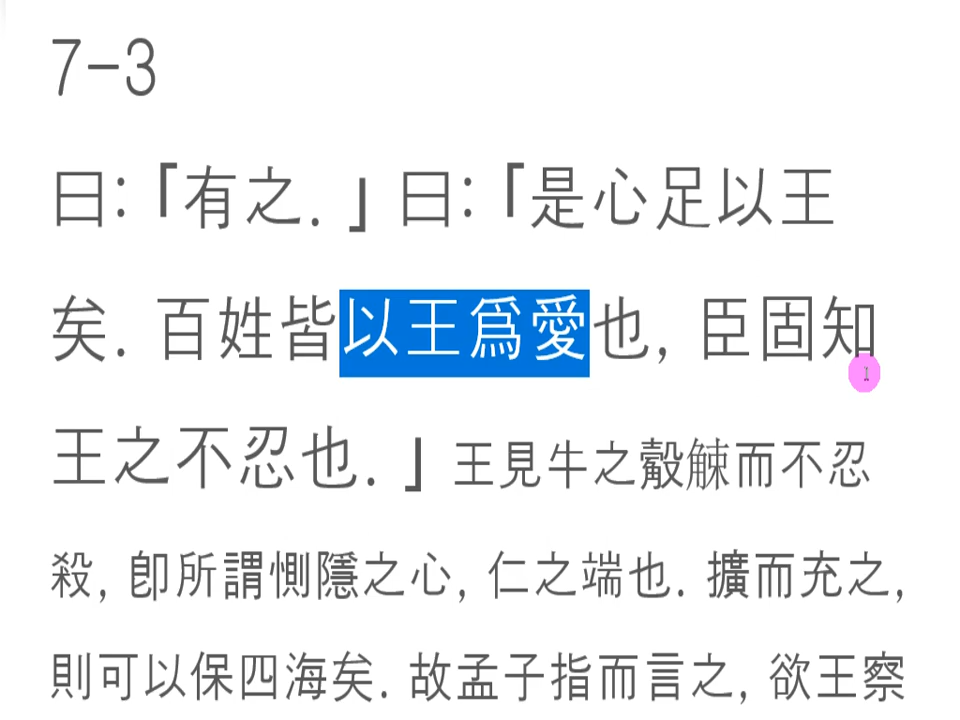 7-3
曰:「有之.」曰:「是心足以王
矣. 百姓皆以王爲愛也, 臣固知
1
王之不忍也.」王見牛之觳觫而不忍
殺, 卽所謂惻隱之心, 仁之端也. 擴而充之,
則可以保四海矣. 故孟子指而言之, 欲王察